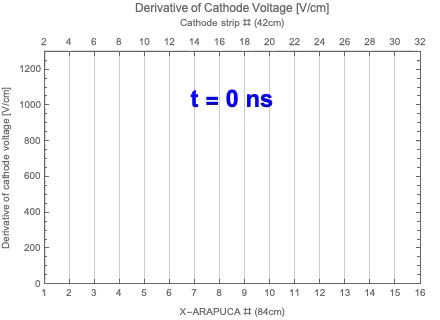 Derivative of Cathode Voltage [V/cm]
Cathode strip # (42cm)
2 4 6 8 10 12 14 16 18 20 22 24 26 28 30 32
t = 0 ns
Derivative of cathode voltage [V/cm]
1200
1000
800
600
400
200
0
1 2 3 4 5 6 7 8 9 10 11 12 13 14 15 16
X-ARAPUCA # (84cm)